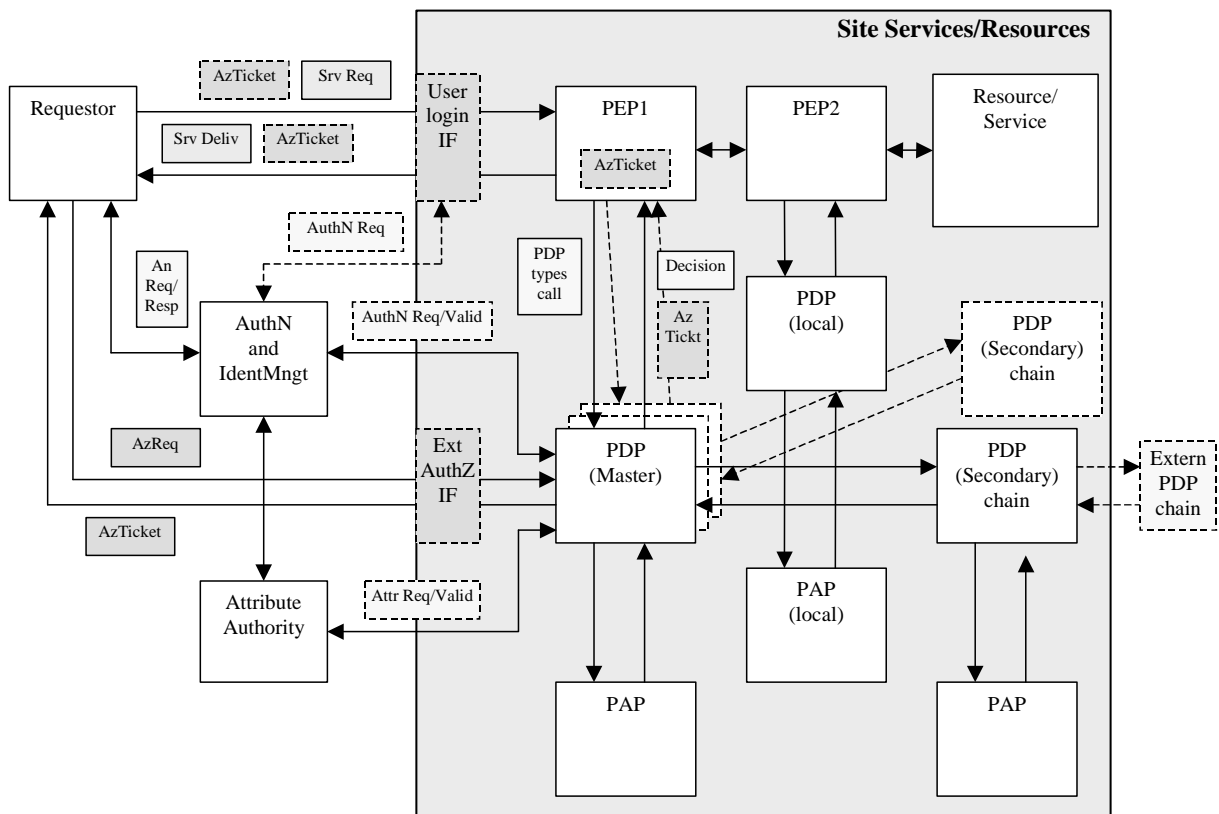 Site Services/Resources
AzTicket
Srv Req
Requestor
User
login
IF
PEP1
PEP2
Resource/
Service
Srv Deliv
AzTicket
AzTicket
AuthN Req
An
Req/
Resp
PDP
types
call
Decision
AuthN Req/Valid
AuthN
and
IdentMngt
Az
Tickt
PDP
(local)
PDP
(Secondary)
chain
AzReq
Ext
AuthZ
IF
PDP
(Master)
PDP
(Secondary)
chain
Extern
PDP
chain
AzTicket
Attribute
Authority
Attr Req/Valid
PAP
(local)
PAP
PAP